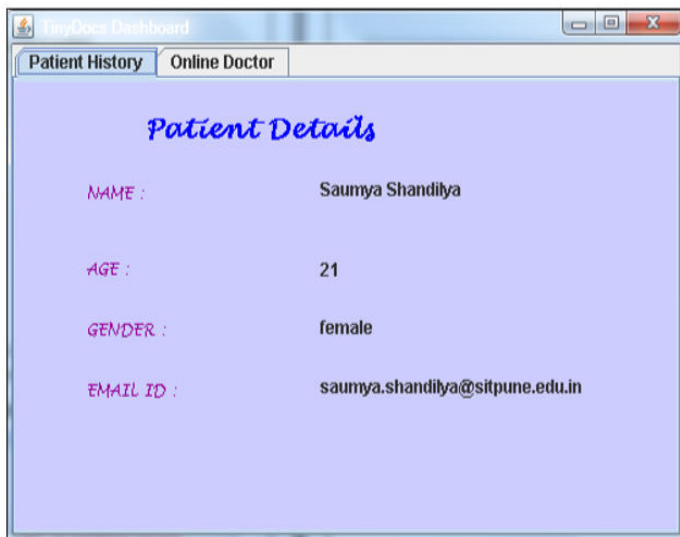 TinyDocs Dashboard
Patient History Online Doctor
Patient Details
NAME : Saumya Shandilya
AGE : 21
GENDER : female
EMAIL ID : saumya.shandilya@sitpune.edu.in